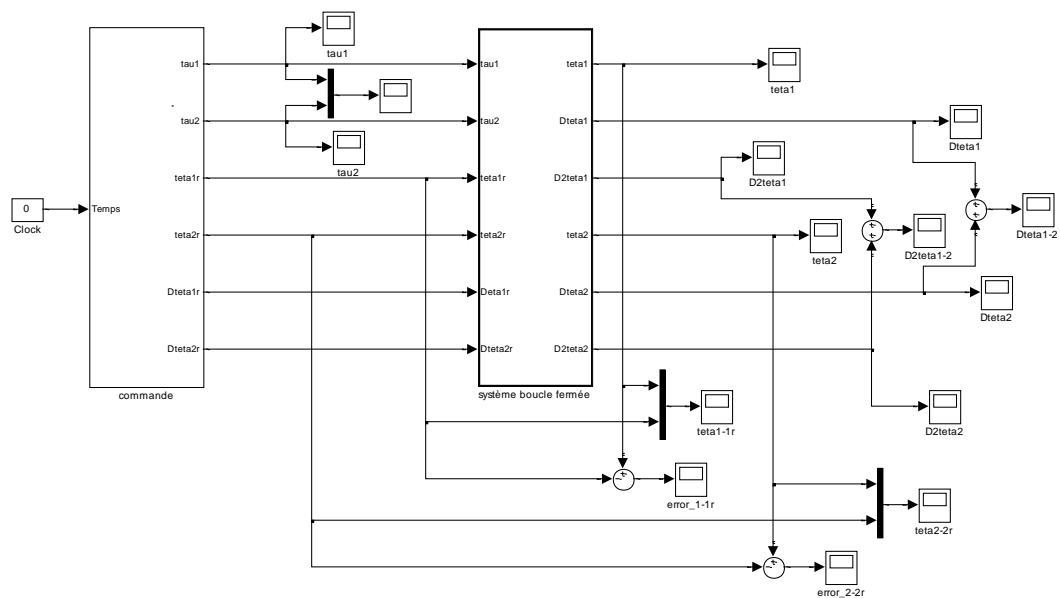 tau1
tau1
tau1
teta1
teta1
tau2
tau2
Dteta1
Dteta1
tau2
teta1r
teta1r
D2teta1
D2teta1
0
Clock
Temps
Dteta1-2
teta2r
teta2r
teta2
teta2
D2teta1-2
Dteta1r
Deta1r
Dteta2
Dteta2
Dteta2r
Dteta2r
D2teta2
commande
système boucle fermée
teta1-1r
D2teta2
error_1-1r
teta2-2r
error_2-2r